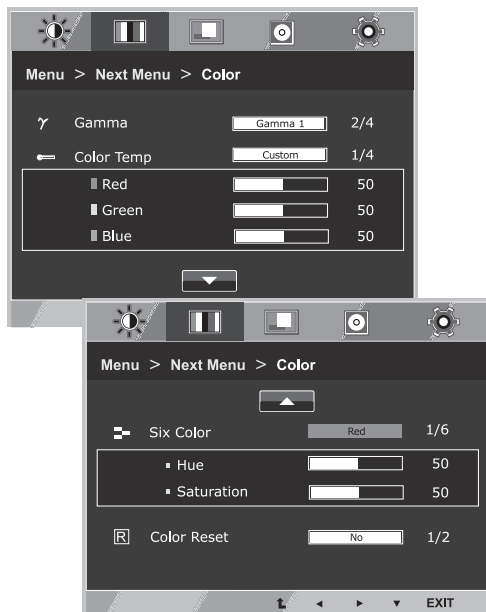 Menu > Next Menu > Color
γ Gamma Gamma 1 2/4
Color Temp Custom 1/4
Red 50
Green 50
Blue 50
Menu > Next Menu > Color
Six Color Red 1/6
Hue 50
Saturation 50
R Color Reset No 1/2
EXIT